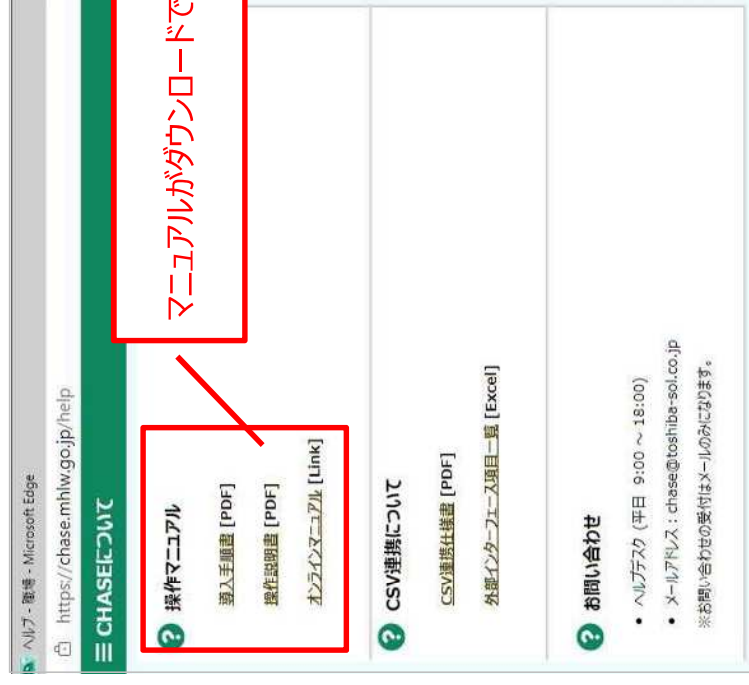 ヘルプ - 職場 - Microsoft Edge
https://chase.mhlw.go.jp/help
☰ CHASEについて
マニュアルがダウンロードで
? 操作マニュアル
導入手順書 [PDF]
操作説明書 [PDF]
オンラインマニュアル [Link]
? CSV連携について
CSV連携仕様書 [PDF]
外部インターフェース項目一覧 [Excel]
? お問い合わせ
• ヘルプデスク (平日 9:00 ～ 18:00)
• メールアドレス : chase@toshiba-sol.co.jp
※お問い合わせの受付はメールのみになります。